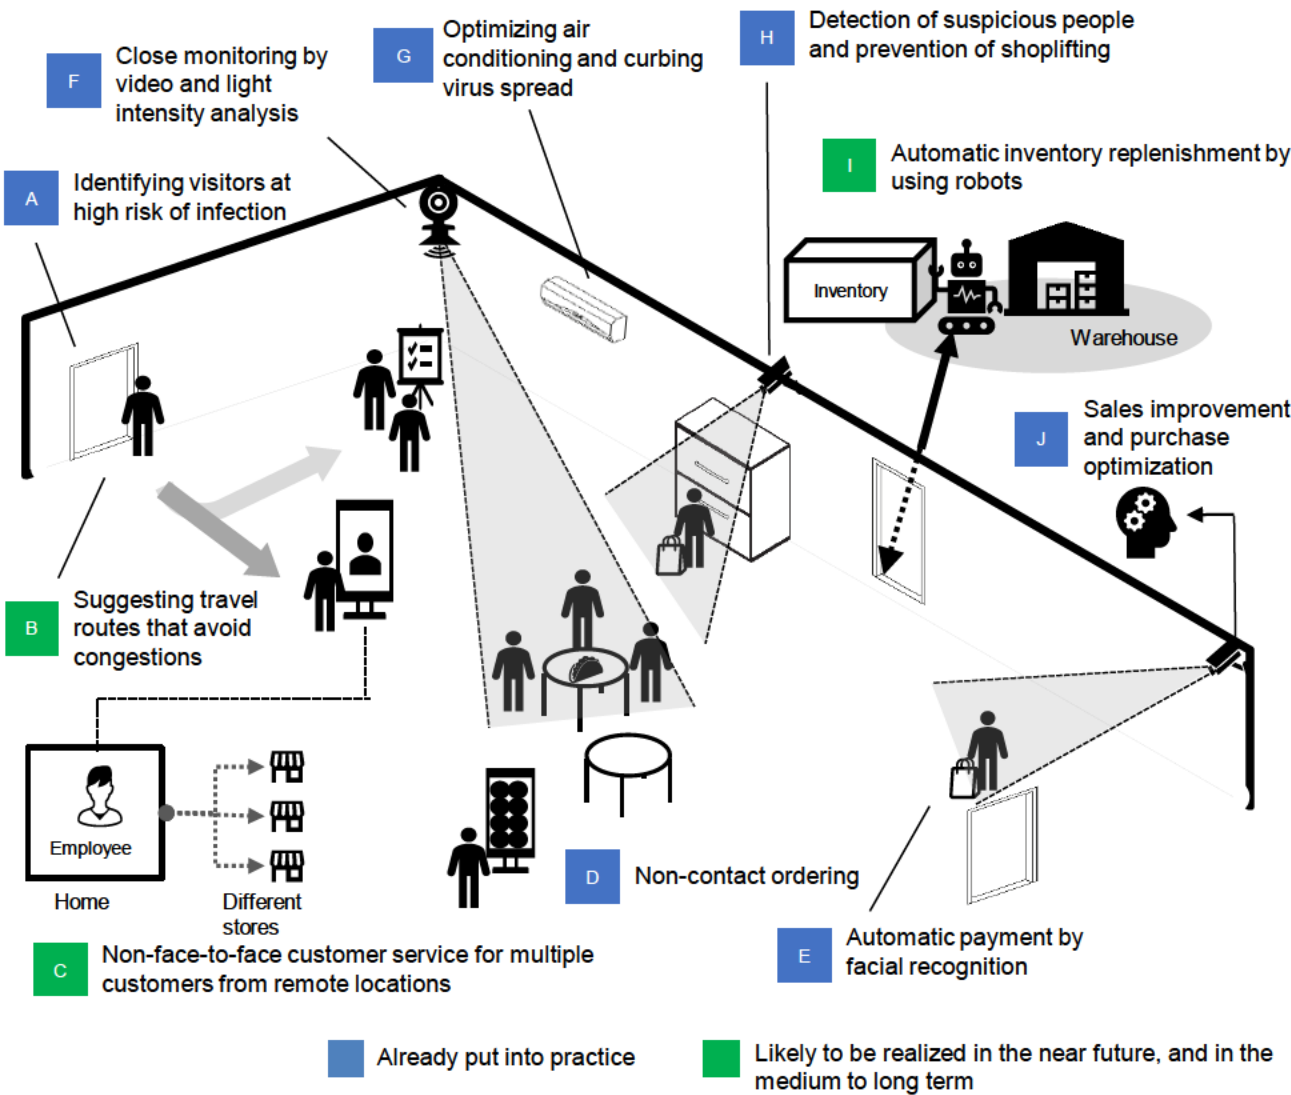 F
Close monitoring by
video and light
intensity analysis
G
Optimizing air
conditioning and curbing
virus spread
H
Detection of suspicious people
and prevention of shoplifting
A
Identifying visitors at
high risk of infection
I
Automatic inventory replenishment by
using robots
Inventory
Warehouse
J
Sales improvement
and purchase
optimization
B
Suggesting travel
routes that avoid
congestions
Employee
Home
Different
stores
C
Non-face-to-face customer service for multiple
customers from remote locations
D
Non-contact ordering
E
Automatic payment by
facial recognition
Already put into practice
Likely to be realized in the near future, and in the
medium to long term